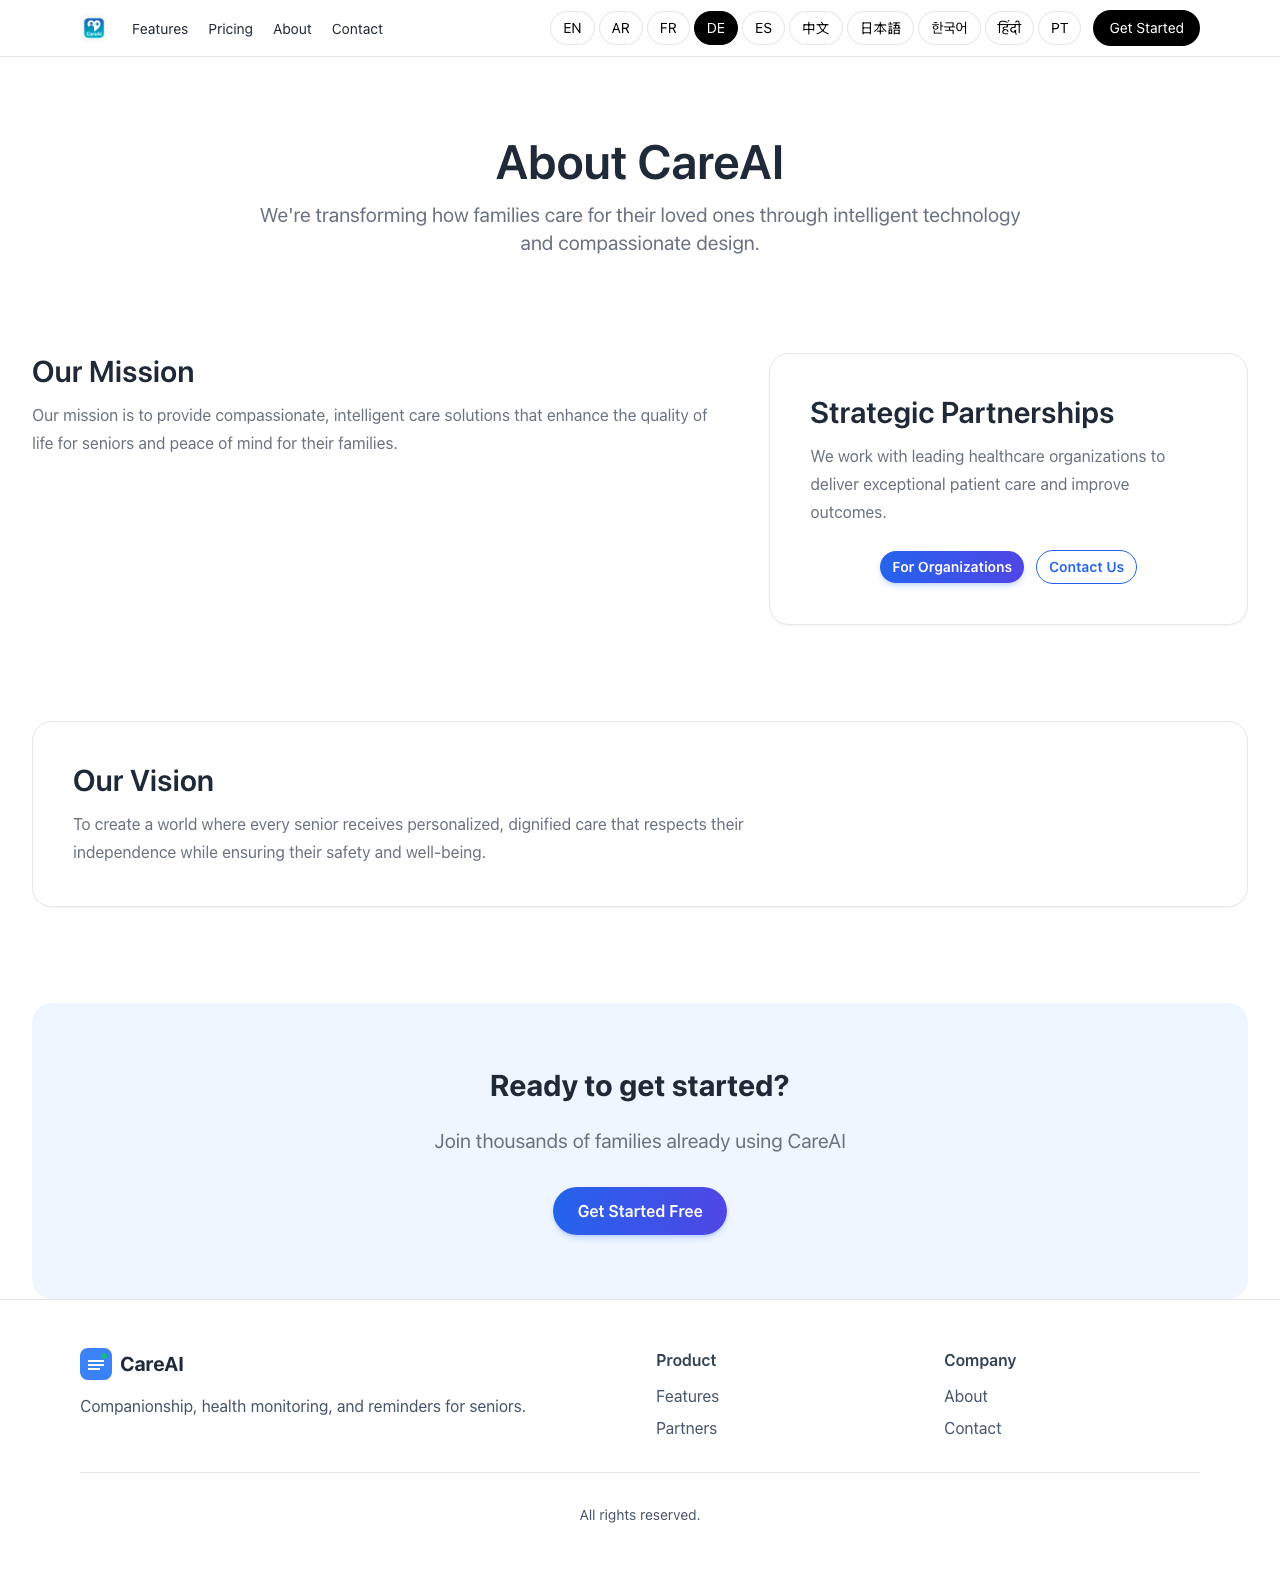 CareAI
Features
Pricing
About
Contact
EN
AR
FR
DE
ES
中文
日本語
한국어
हिंदी
PT
Get Started
About CareAI
We're transforming how families care for their loved ones through intelligent technology
and compassionate design.
Our Mission
Our mission is to provide compassionate, intelligent care solutions that enhance the quality of
life for seniors and peace of mind for their families.
Strategic Partnerships
We work with leading healthcare organizations to
deliver exceptional patient care and improve
outcomes.
For Organizations
Contact Us
Our Vision
To create a world where every senior receives personalized, dignified care that respects their
independence while ensuring their safety and well-being.
Ready to get started?
Join thousands of families already using CareAI
Get Started Free
CareAI
Companionship, health monitoring, and reminders for seniors.
Product
Features
Partners
Company
About
Contact
All rights reserved.